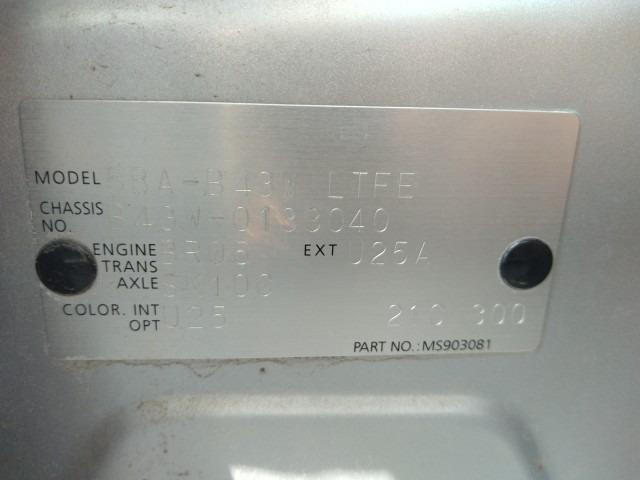 MODEL 5BA-B43W LTFE
CHASSIS NO. B43W-0133040
ENGINE BR06 EXT U25A
TRANS AXLE
COLOR. INT U25 21C 300
OPT
PART NO.: MS903081